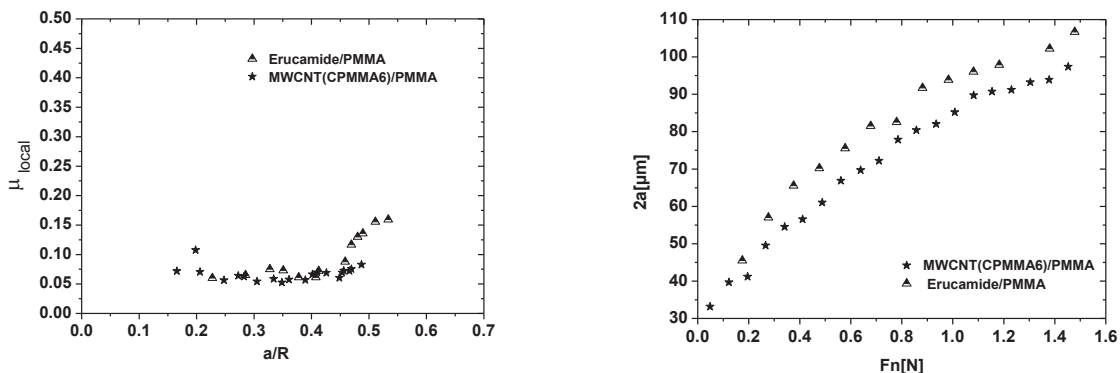 0.50
0.45
0.40
0.35
0.30
0.25
0.20
0.15
0.10
0.05
0.00
μ local
Erucamide/PMMA
MWCNT(CPMMA6)/PMMA
0.0 0.1 0.2 0.3 0.4 0.5 0.6 0.7
a/R
110
100
90
80
70
60
50
40
30
2a[μm]
MWCNT(CPMMA6)/PMMA
Erucamide/PMMA
0.0 0.2 0.4 0.6 0.8 1.0 1.2 1.4 1.6
Fn[N]